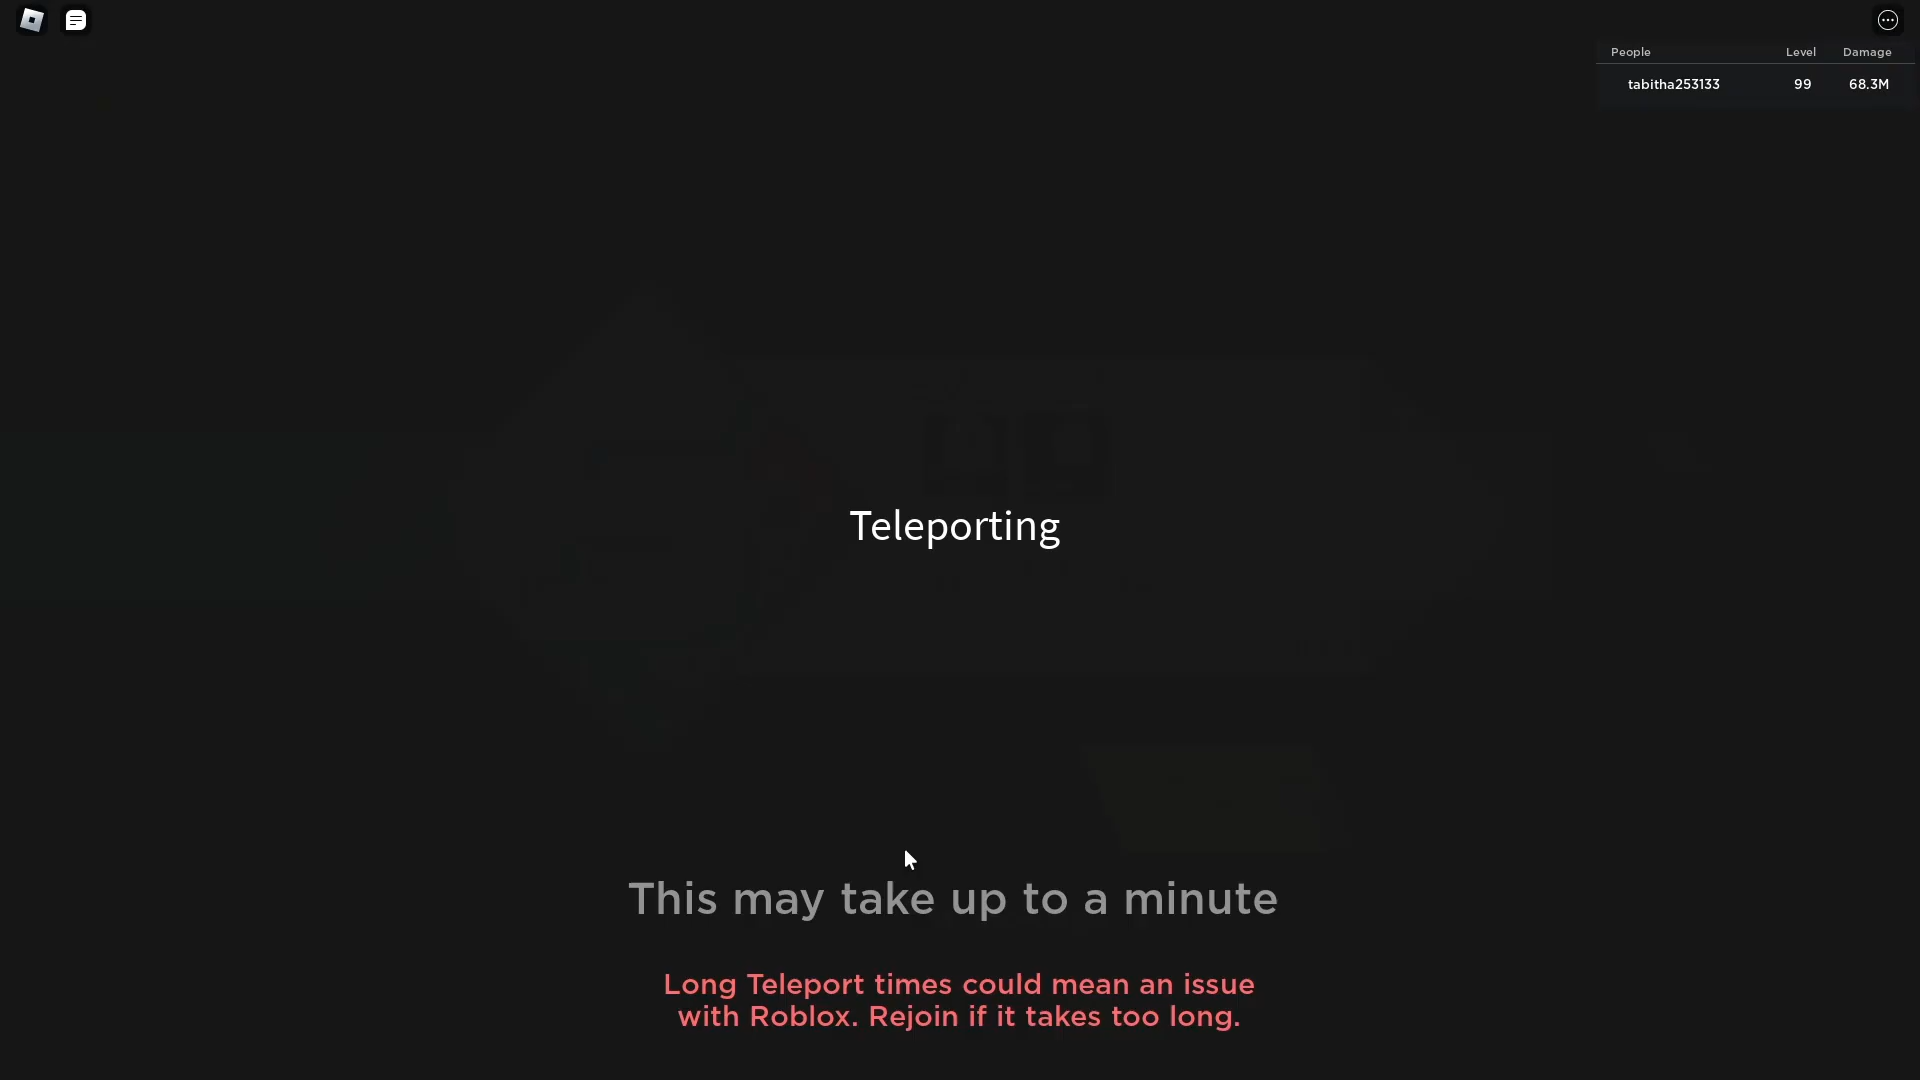 People Level Damage
tabitha253133 99 68.3M
Teleporting
This may take up to a minute
Long Teleport times could mean an issue
with Roblox. Rejoin if it takes too long.